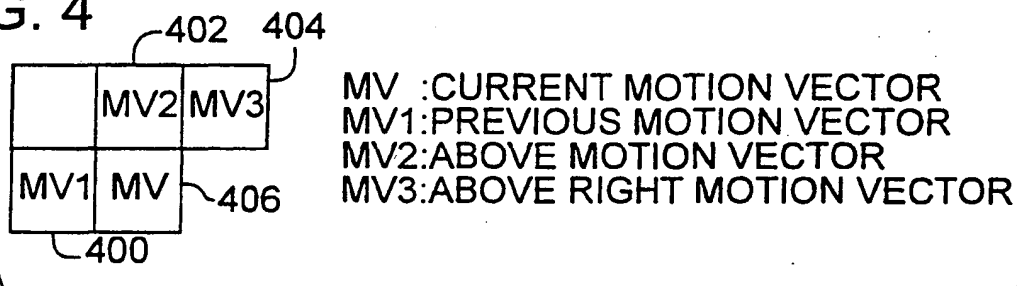 G. 4
402 404
MV2 MV3
MV1 MV
406
400
MV :CURRENT MOTION VECTOR
MV1:PREVIOUS MOTION VECTOR
MV2:ABOVE MOTION VECTOR
MV3:ABOVE RIGHT MOTION VECTOR